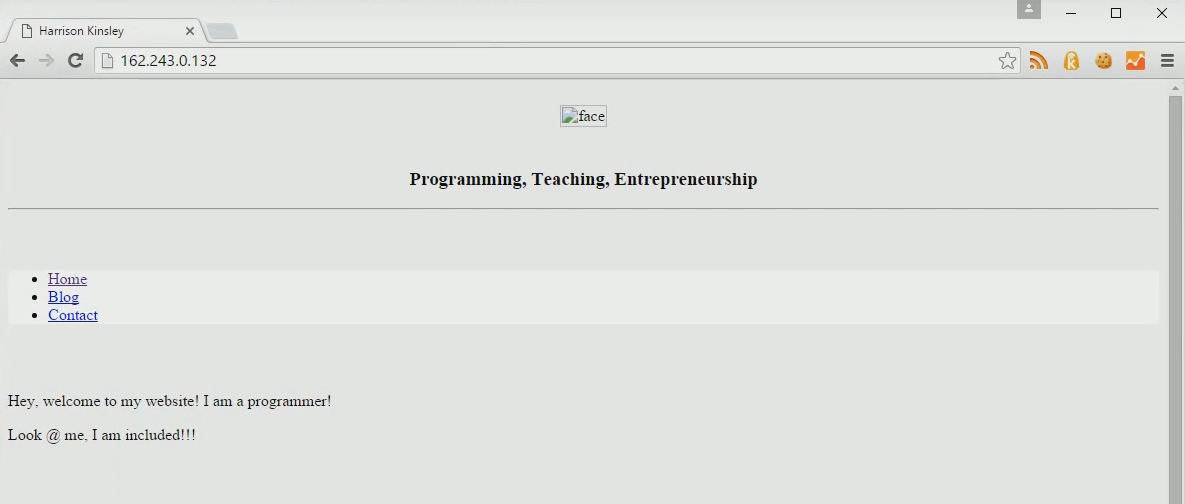 Harrison Kinsley
162.243.0.132
face
Programming, Teaching, Entrepreneurship
Home
Blog
Contact
Hey, welcome to my website! I am a programmer!
Look @ me, I am included!!!